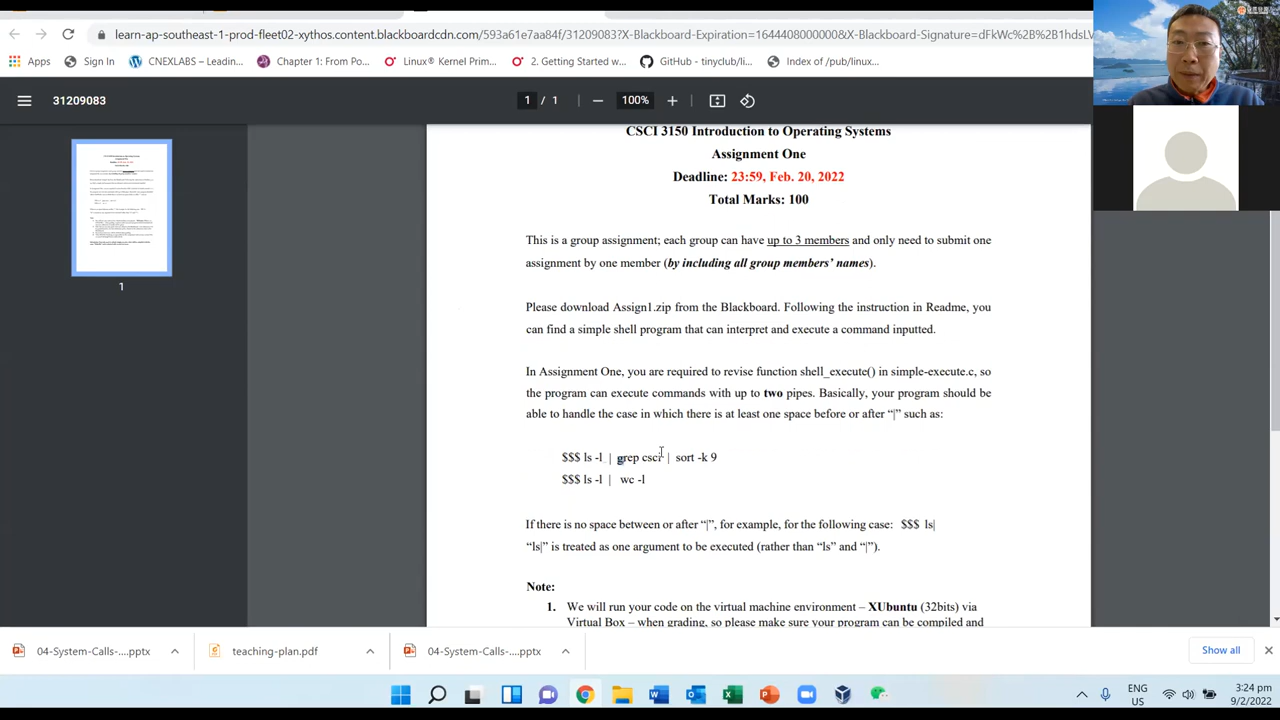 learn-ap-southeast-1-prod-fleet02-xythos.content.blackboardcdn.com/593a61e7aa84f/31209083?X-Blackboard-Expiration=1644408000000&X-Blackboard-Signature=dFkWc%2B%2B1hdsLV
Apps Sign In CNEXLABS – Leadin... Chapter 1: From Po... Linux® Kernel Prim... 2. Getting Started w... GitHub - tinyclub/li... Index of /pub/linux...
31209083
1 / 1
100%
CSCI 3150 Introduction to Operating Systems
Assignment One
Deadline: 23:59, Feb. 20, 2022
Total Marks: 100
This is a group assignment; each group can have up to 3 members and only need to submit one
assignment by one member (by including all group members’ names).
Please download Assign1.zip from the Blackboard. Following the instruction in Readme, you
can find a simple shell program that can interpret and execute a command inputted.
In Assignment One, you are required to revise function shell_execute() in simple-execute.c, so
the program can execute commands with up to two pipes. Basically, your program should be
able to handle the case in which there is at least one space before or after “|” such as:
$$$ ls -l | grep csci | sort -k 9
$$$ ls -l | wc -l
If there is no space between or after “|”, for example, for the following case: $$$ ls|
“ls|” is treated as one argument to be executed (rather than “ls” and “|”).
Note:
1. We will run your code on the virtual machine environment – XUbuntu (32bits) via
Virtual Box – when grading, so please make sure your program can be compiled and
1
04-System-Calls-....pptx
teaching-plan.pdf
04-System-Calls-....pptx
Show all
ENG
US
3:24 pm
9/2/2022